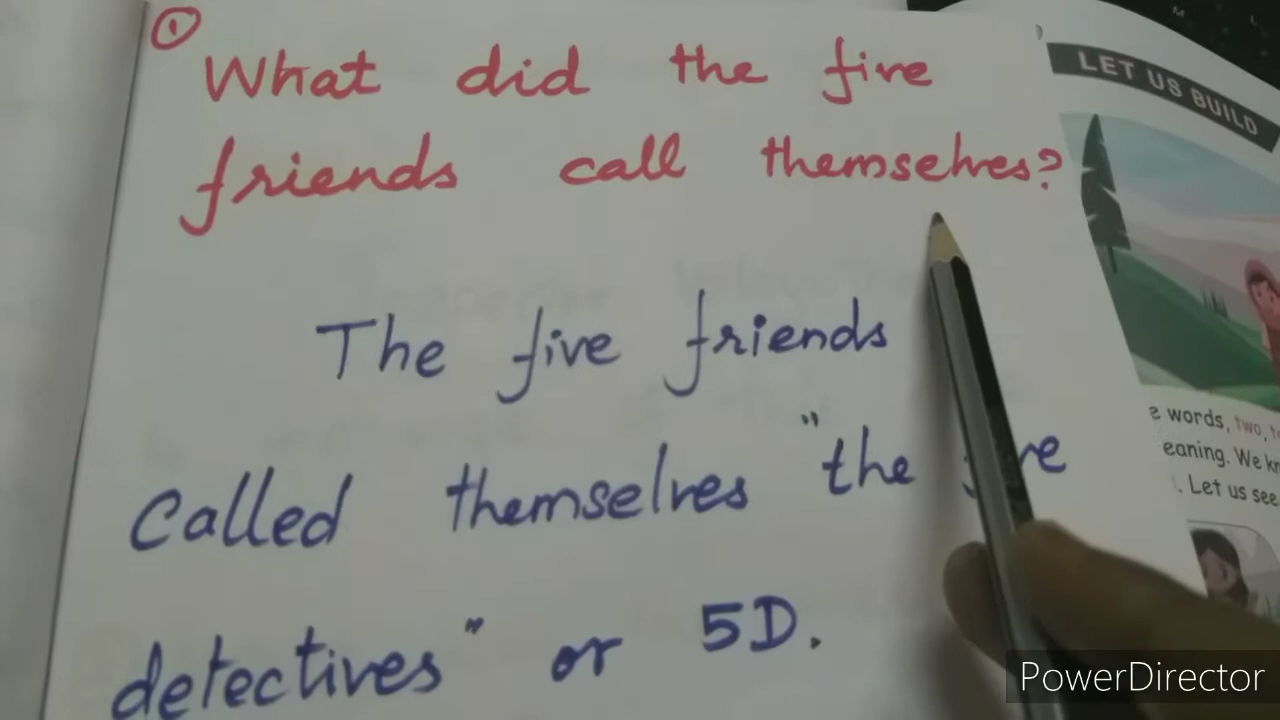 ①
What did the five
friends call themselves?
The five friends
Called themselves "the
detectives" or 5D.
LET US BUILD
e words, two, t
eaning. We k
. Let us see
PowerDirector